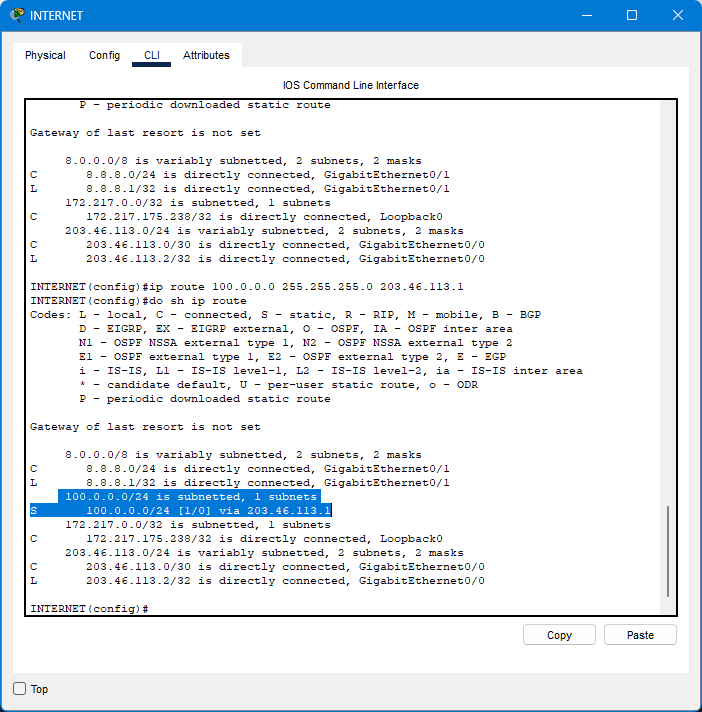 INTERNET
Physical Config CLI Attributes
IOS Command Line Interface
P - periodic downloaded static route
Gateway of last resort is not set
8.0.0.0/8 is variably subnetted, 2 subnets, 2 masks
C 8.8.8.0/24 is directly connected, GigabitEthernet0/1
L 8.8.8.1/32 is directly connected, GigabitEthernet0/1
172.217.0.0/32 is subnetted, 1 subnets
C 172.217.175.238/32 is directly connected, Loopback0
203.46.113.0/24 is variably subnetted, 2 subnets, 2 masks
C 203.46.113.0/30 is directly connected, GigabitEthernet0/0
L 203.46.113.2/32 is directly connected, GigabitEthernet0/0
INTERNET(config)#ip route 100.0.0.0 255.255.255.0 203.46.113.1
INTERNET(config)#do sh ip route
Codes: L - local, C - connected, S - static, R - RIP, M - mobile, B - BGP
D - EIGRP, EX - EIGRP external, O - OSPF, IA - OSPF inter area
N1 - OSPF NSSA external type 1, N2 - OSPF NSSA external type 2
E1 - OSPF external type 1, E2 - OSPF external type 2, E - EGP
i - IS-IS, L1 - IS-IS level-1, L2 - IS-IS level-2, ia - IS-IS inter area
* - candidate default, U - per-user static route, o - ODR
P - periodic downloaded static route
Gateway of last resort is not set
8.0.0.0/8 is variably subnetted, 2 subnets, 2 masks
C 8.8.8.0/24 is directly connected, GigabitEthernet0/1
L 8.8.8.1/32 is directly connected, GigabitEthernet0/1
100.0.0.0/24 is subnetted, 1 subnets
S 100.0.0.0/24 [1/0] via 203.46.113.1
172.217.0.0/32 is subnetted, 1 subnets
C 172.217.175.238/32 is directly connected, Loopback0
203.46.113.0/24 is variably subnetted, 2 subnets, 2 masks
C 203.46.113.0/30 is directly connected, GigabitEthernet0/0
L 203.46.113.2/32 is directly connected, GigabitEthernet0/0
INTERNET(config)#
Copy Paste
Top